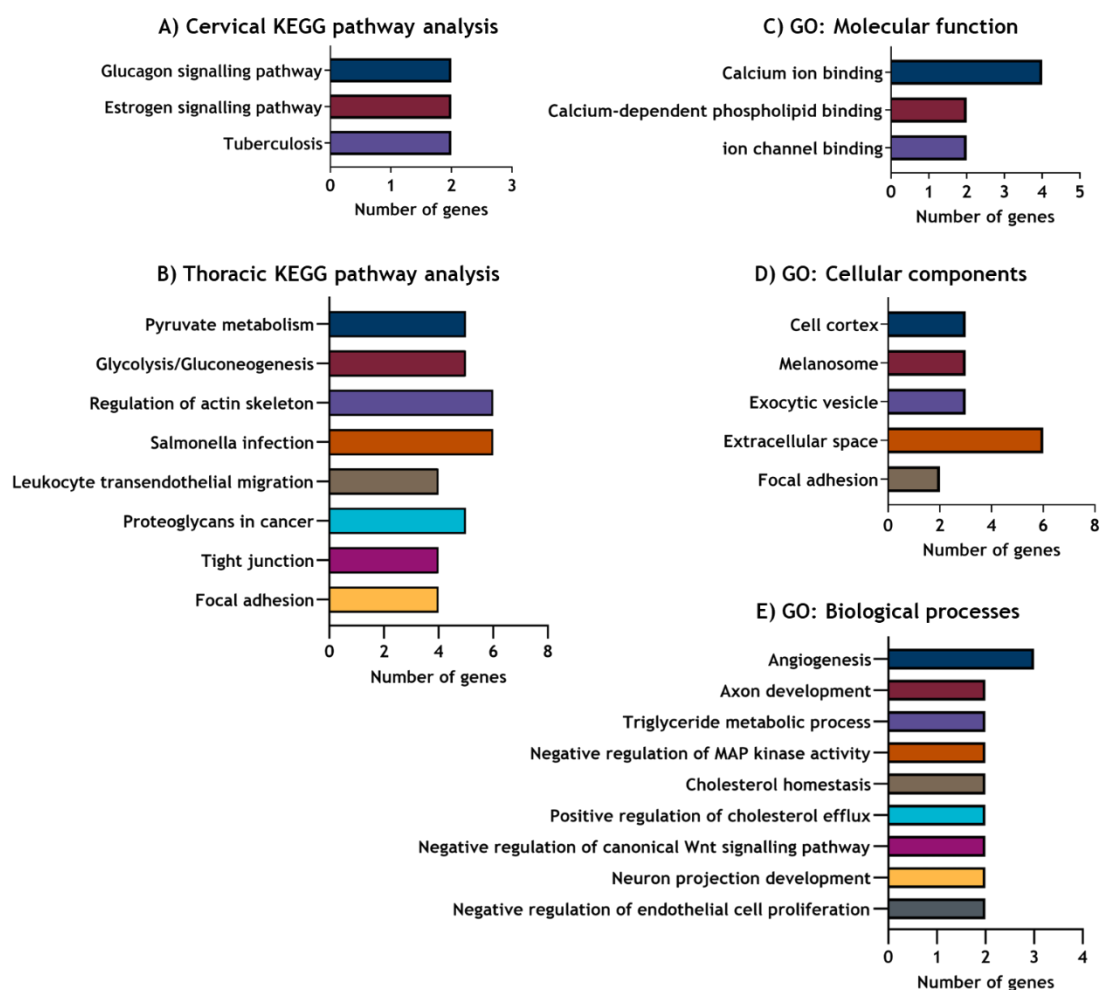 A) Cervical KEGG pathway analysis
Glucagon signalling pathway
Estrogen signalling pathway
Tuberculosis
0 1 2 3
Number of genes
B) Thoracic KEGG pathway analysis
Pyruvate metabolism
Glycolysis/Gluconeogenesis
Regulation of actin skeleton
Salmonella infection
Leukocyte transendothelial migration
Proteoglycans in cancer
Tight junction
Focal adhesion
0 2 4 6 8
Number of genes
C) GO: Molecular function
Calcium ion binding
Calcium-dependent phospholipid binding
ion channel binding
0 1 2 3 4 5
Number of genes
D) GO: Cellular components
Cell cortex
Melanosome
Exocytic vesicle
Extracellular space
Focal adhesion
0 2 4 6 8
Number of genes
E) GO: Biological processes
Angiogenesis
Axon development
Triglyceride metabolic process
Negative regulation of MAP kinase activity
Cholesterol homestasis
Positive regulation of cholesterol efflux
Negative regulation of canonical Wnt signalling pathway
Neuron projection development
Negative regulation of endothelial cell proliferation
0 1 2 3 4
Number of genes